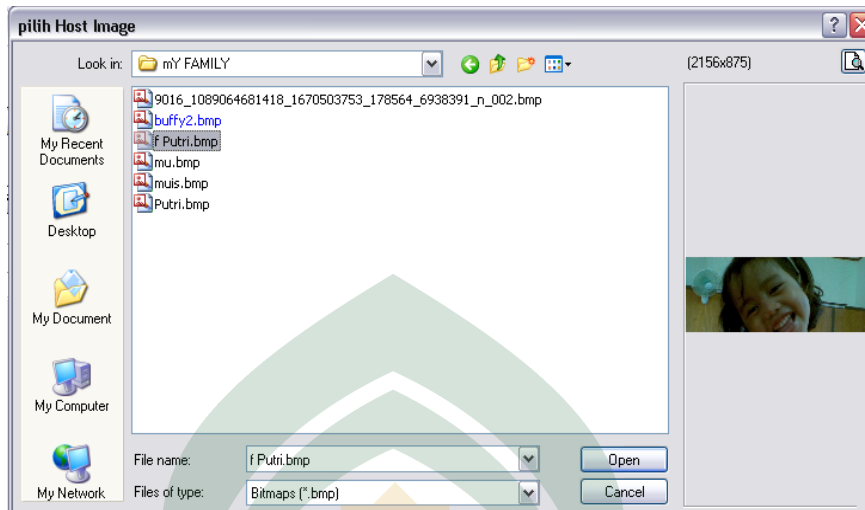 pilih Host Image
Look in: mY FAMILY (2156x875)
9016_1089064681418_1670503753_178564_6938391_n_002.bmp
buffy2.bmp
f Putri.bmp
mu.bmp
muis.bmp
Putri.bmp
My Recent
Documents
Desktop
My Document
My Computer
My Network
File name: f Putri.bmp Open
Files of type: Bitmaps (*.bmp) Cancel